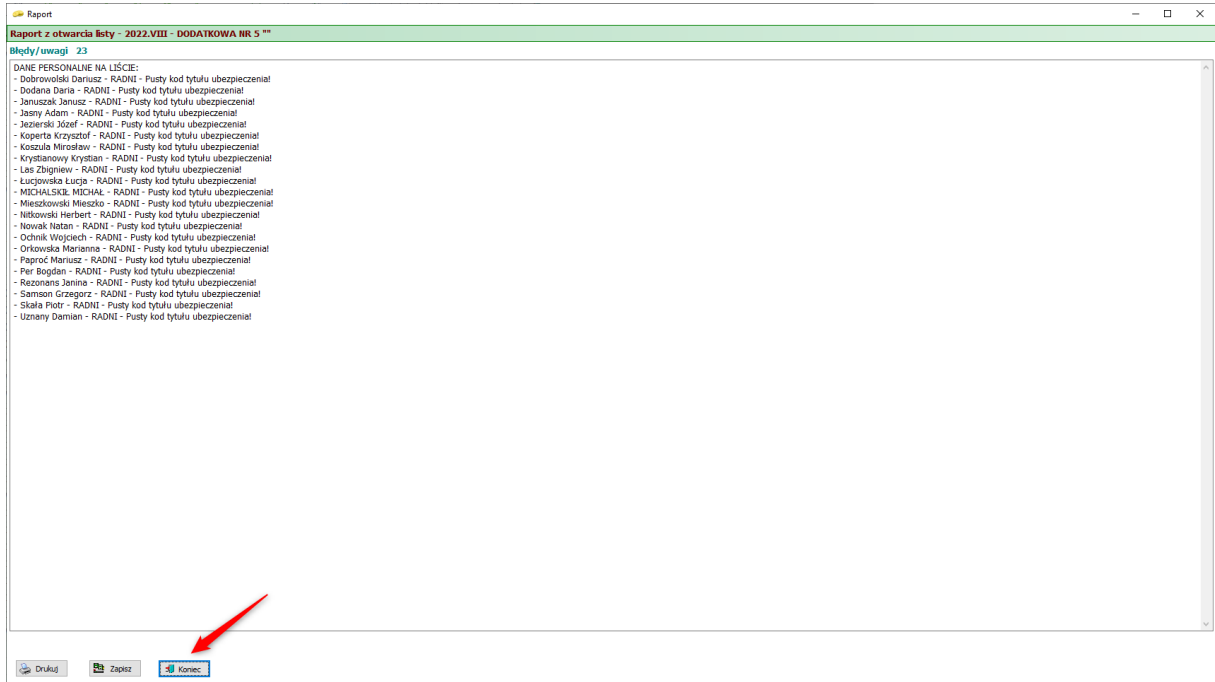 Raport
Raport z otwarcia listy - 2022.VIII - DODATKOWA NR 5 ""
Błędy/uwagi 23
DANE PERSONALNE NA LIŚCIE:
- Dobrowolski Dariusz - RADNI - Pusty kod tytułu ubezpieczenia!
- Dodana Daria - RADNI - Pusty kod tytułu ubezpieczenia!
- Januszak Janusz - RADNI - Pusty kod tytułu ubezpieczenia!
- Jasny Adam - RADNI - Pusty kod tytułu ubezpieczenia!
- Jezierski Józef - RADNI - Pusty kod tytułu ubezpieczenia!
- Koperta Krzysztof - RADNI - Pusty kod tytułu ubezpieczenia!
- Koszula Mirosław - RADNI - Pusty kod tytułu ubezpieczenia!
- Krystianowy Krystian - RADNI - Pusty kod tytułu ubezpieczenia!
- Las Zbigniew - RADNI - Pusty kod tytułu ubezpieczenia!
- Łucjowska Łucja - RADNI - Pusty kod tytułu ubezpieczenia!
- MICHALSKIŁ MICHAŁ - RADNI - Pusty kod tytułu ubezpieczenia!
- Mieszkowski Mieszko - RADNI - Pusty kod tytułu ubezpieczenia!
- Nitkowski Herbert - RADNI - Pusty kod tytułu ubezpieczenia!
- Nowak Natan - RADNI - Pusty kod tytułu ubezpieczenia!
- Ochnik Wojciech - RADNI - Pusty kod tytułu ubezpieczenia!
- Orkowska Marianna - RADNI - Pusty kod tytułu ubezpieczenia!
- Paproć Mariusz - RADNI - Pusty kod tytułu ubezpieczenia!
- Per Bogdan - RADNI - Pusty kod tytułu ubezpieczenia!
- Rezonans Janina - RADNI - Pusty kod tytułu ubezpieczenia!
- Samson Grzegorz - RADNI - Pusty kod tytułu ubezpieczenia!
- Skała Piotr - RADNI - Pusty kod tytułu ubezpieczenia!
- Uznany Damian - RADNI - Pusty kod tytułu ubezpieczenia!
Drukuj Zapisz Koniec